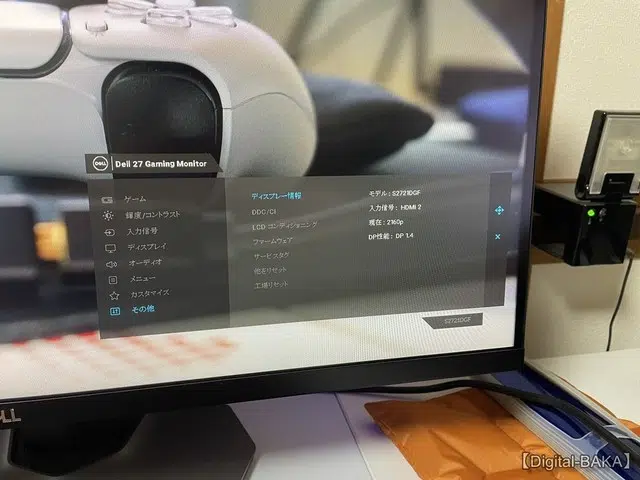 DELL Dell 27 Gaming Monitor
ゲーム
輝度/コントラスト
入力信号
ディスプレイ
オーディオ
メニュー
カスタマイズ
その他
ディスプレー情報
DDC/CI
LCD コンディショニング
ファームウェア
サービスタグ
他をリセット
工場リセット
モデル : S2721DGF
入力信号 : HDMI 2
現在 : 2160p
DP性能 : DP 1.4
S2721DGF
【Digital-BAKA】